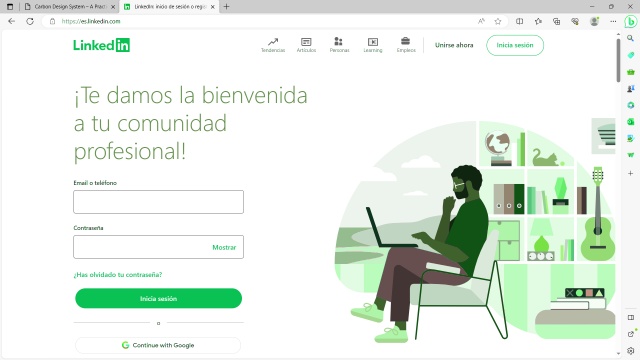 Carbon Design System – A Practi
LinkedIn: inicio de sesión o regis
https://es.linkedin.com
LinkedIn
Tendencias
Artículos
Personas
Learning
Empleos
Unirse ahora
Inicia sesión
¡Te damos la bienvenida
a tu comunidad
profesional!
Email o teléfono
Contraseña
Mostrar
¿Has olvidado tu contraseña?
Inicia sesión
o
Continue with Google